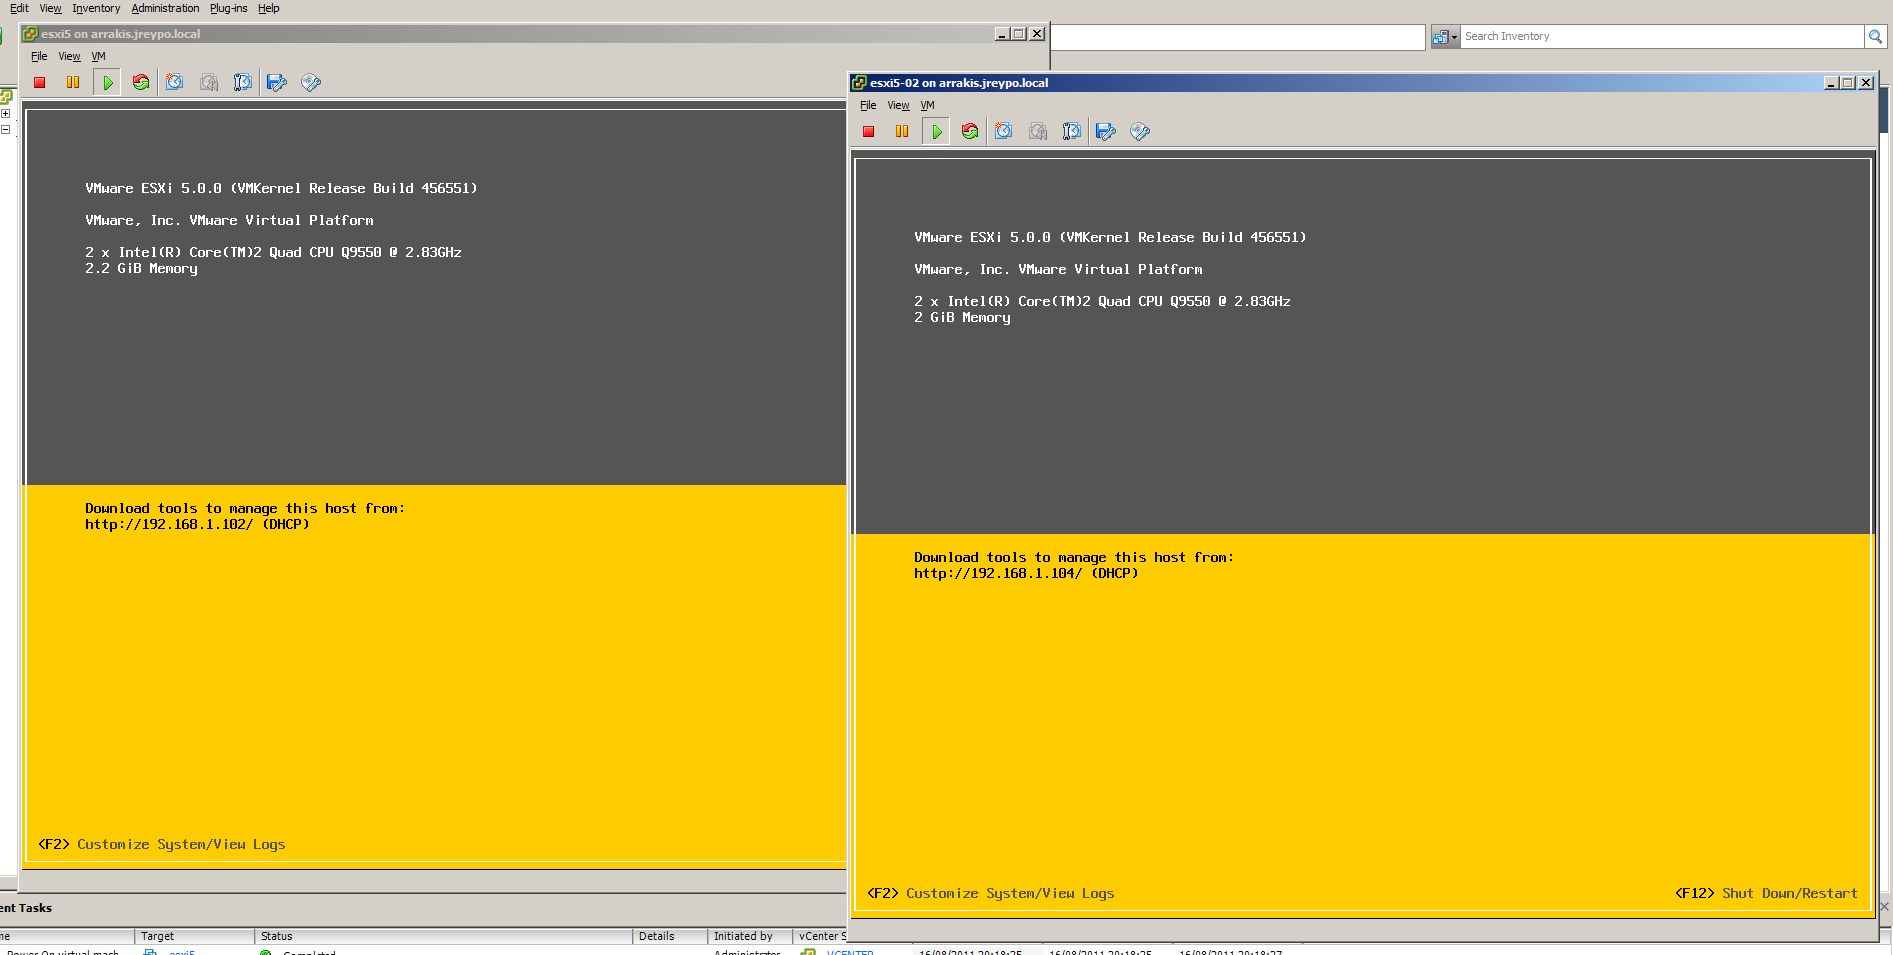 Edit View Inventory Administration Plug-ins Help
esxi5 on arrakis.jreypo.local
File View VM
Search Inventory
VMware ESXi 5.0.0 (VMKernel Release Build 456551)
VMware, Inc. VMware Virtual Platform
2 x Intel(R) Core(TM)2 Quad CPU Q9550 @ 2.83GHz
2.2 GiB Memory
Download tools to manage this host from:
http://192.168.1.102/ (DHCP)
<F2> Customize System/View Logs
esxi5-02 on arrakis.jreypo.local
File View VM
VMware ESXi 5.0.0 (VMKernel Release Build 456551)
VMware, Inc. VMware Virtual Platform
2 x Intel(R) Core(TM)2 Quad CPU Q9550 @ 2.83GHz
2 GiB Memory
Download tools to manage this host from:
http://192.168.1.104/ (DHCP)
<F2> Customize System/View Logs <F12> Shut Down/Restart
ent Tasks
me Target Status Details Initiated by vCenter S
Power On virtual mach esxi5 Completed Administrator VCENTER 16/08/2011 20:18:25 16/08/2011 20:18:25 16/08/2011 20:18:27